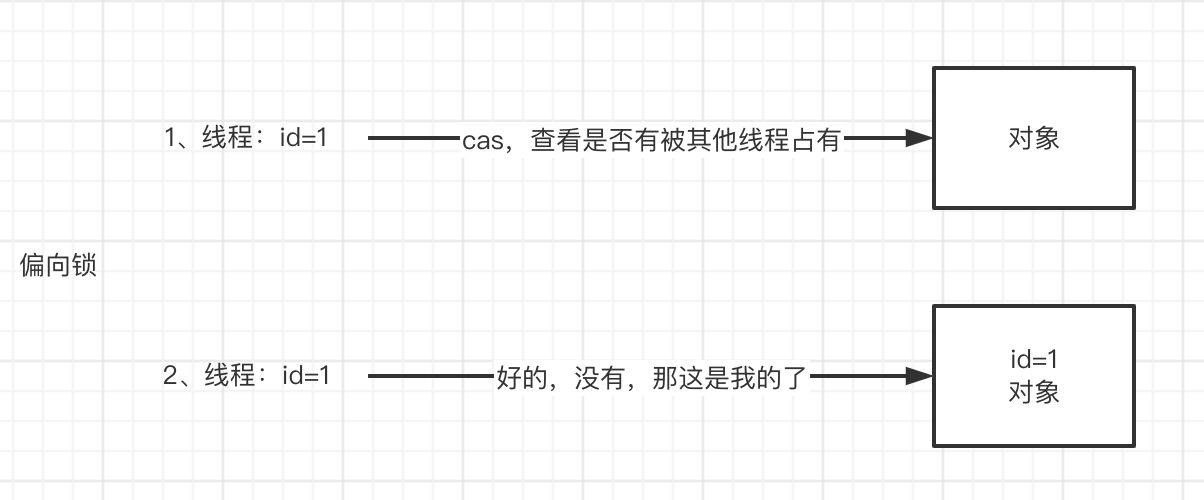 1、线程：id=1
cas，查看是否有被其他线程占有
对象
偏向锁
2、线程：id=1
好的，没有，那这是我的了
id=1
对象